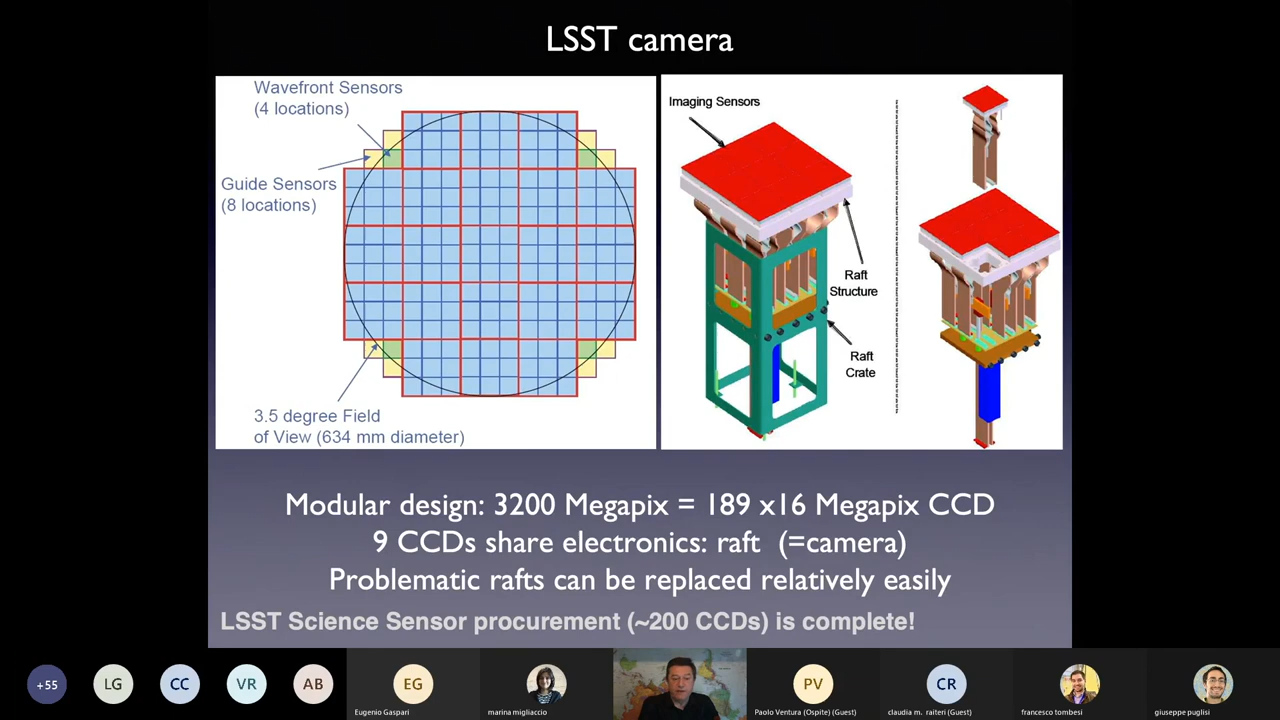 LSST camera
Wavefront Sensors
(4 locations)
Guide Sensors
(8 locations)
3.5 degree Field
of View (634 mm diameter)
Imaging Sensors
Raft
Structure
Raft
Crate
Modular design: 3200 Megapix = 189 x16 Megapix CCD
9 CCDs share electronics: raft (=camera)
Problematic rafts can be replaced relatively easily
LSST Science Sensor procurement (~200 CCDs) is complete!
+55
LG
CC
VR
AB
EG
Eugenio Gaspari
marina migliaccio
PV
Paolo Ventura (Ospite) (Guest)
CR
claudia m. raiteri (Guest)
francesco tombesi
giuseppe puglisi